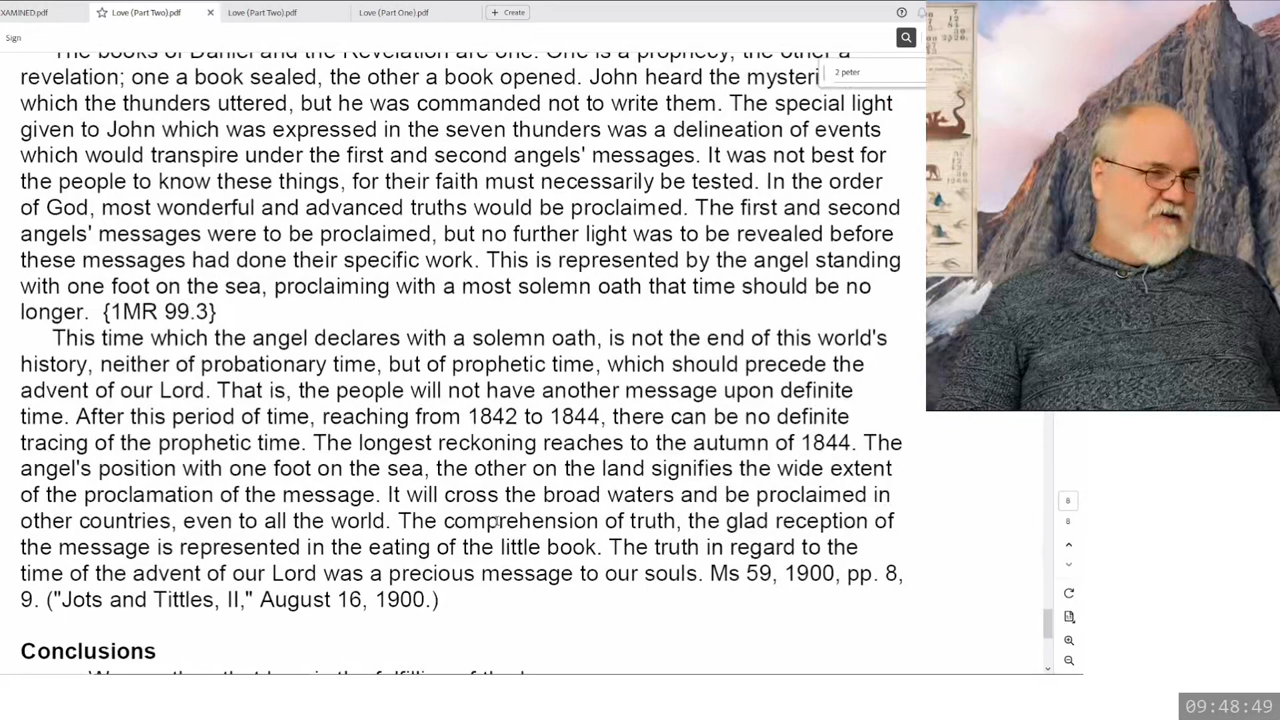 XAMINED.pdf
Love (Part Two).pdf
Love (Part Two).pdf
Love (Part One).pdf
+ Create
Sign
2 peter
The books of Daniel and the Revelation are one. One is a prophecy, the other a
revelation; one a book sealed, the other a book opened. John heard the
which the thunders uttered, but he was commanded not to write them. The special light
given to John which was expressed in the seven thunders was a delineation of events
which would transpire under the first and second angels' messages. It was not best for
the people to know these things, for their faith must necessarily be tested. In the order
of God, most wonderful and advanced truths would be proclaimed. The first and second
angels' messages were to be proclaimed, but no further light was to be revealed before
these messages had done their specific work. This is represented by the angel standing
with one foot on the sea, proclaiming with a most solemn oath that time should be no
longer. {1MR 99.3}
This time which the angel declares with a solemn oath, is not the end of this world's
history, neither of probationary time, but of prophetic time, which should precede the
advent of our Lord. That is, the people will not have another message upon definite
time. After this period of time, reaching from 1842 to 1844, there can be no definite
tracing of the prophetic time. The longest reckoning reaches to the autumn of 1844. The
angel's position with one foot on the sea, the other on the land signifies the wide extent
of the proclamation of the message. It will cross the broad waters and be proclaimed in
other countries, even to all the world. The comprehension of truth, the glad reception of
the message is represented in the eating of the little book. The truth in regard to the
time of the advent of our Lord was a precious message to our souls. Ms 59, 1900, pp. 8,
9. ("Jots and Tittles, II," August 16, 1900.)
Conclusions
6
8
09:48:49